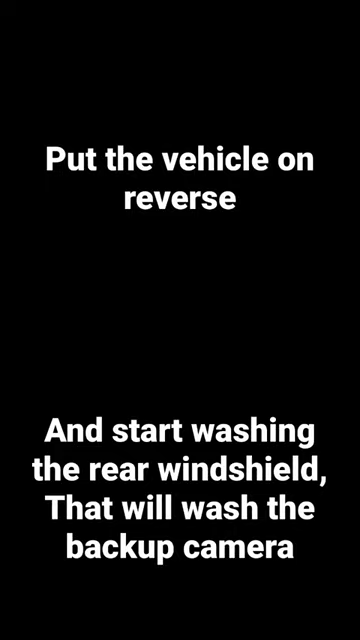 Put the vehicle on
reverse
And start washing
the rear windshield,
That will wash the
backup camera